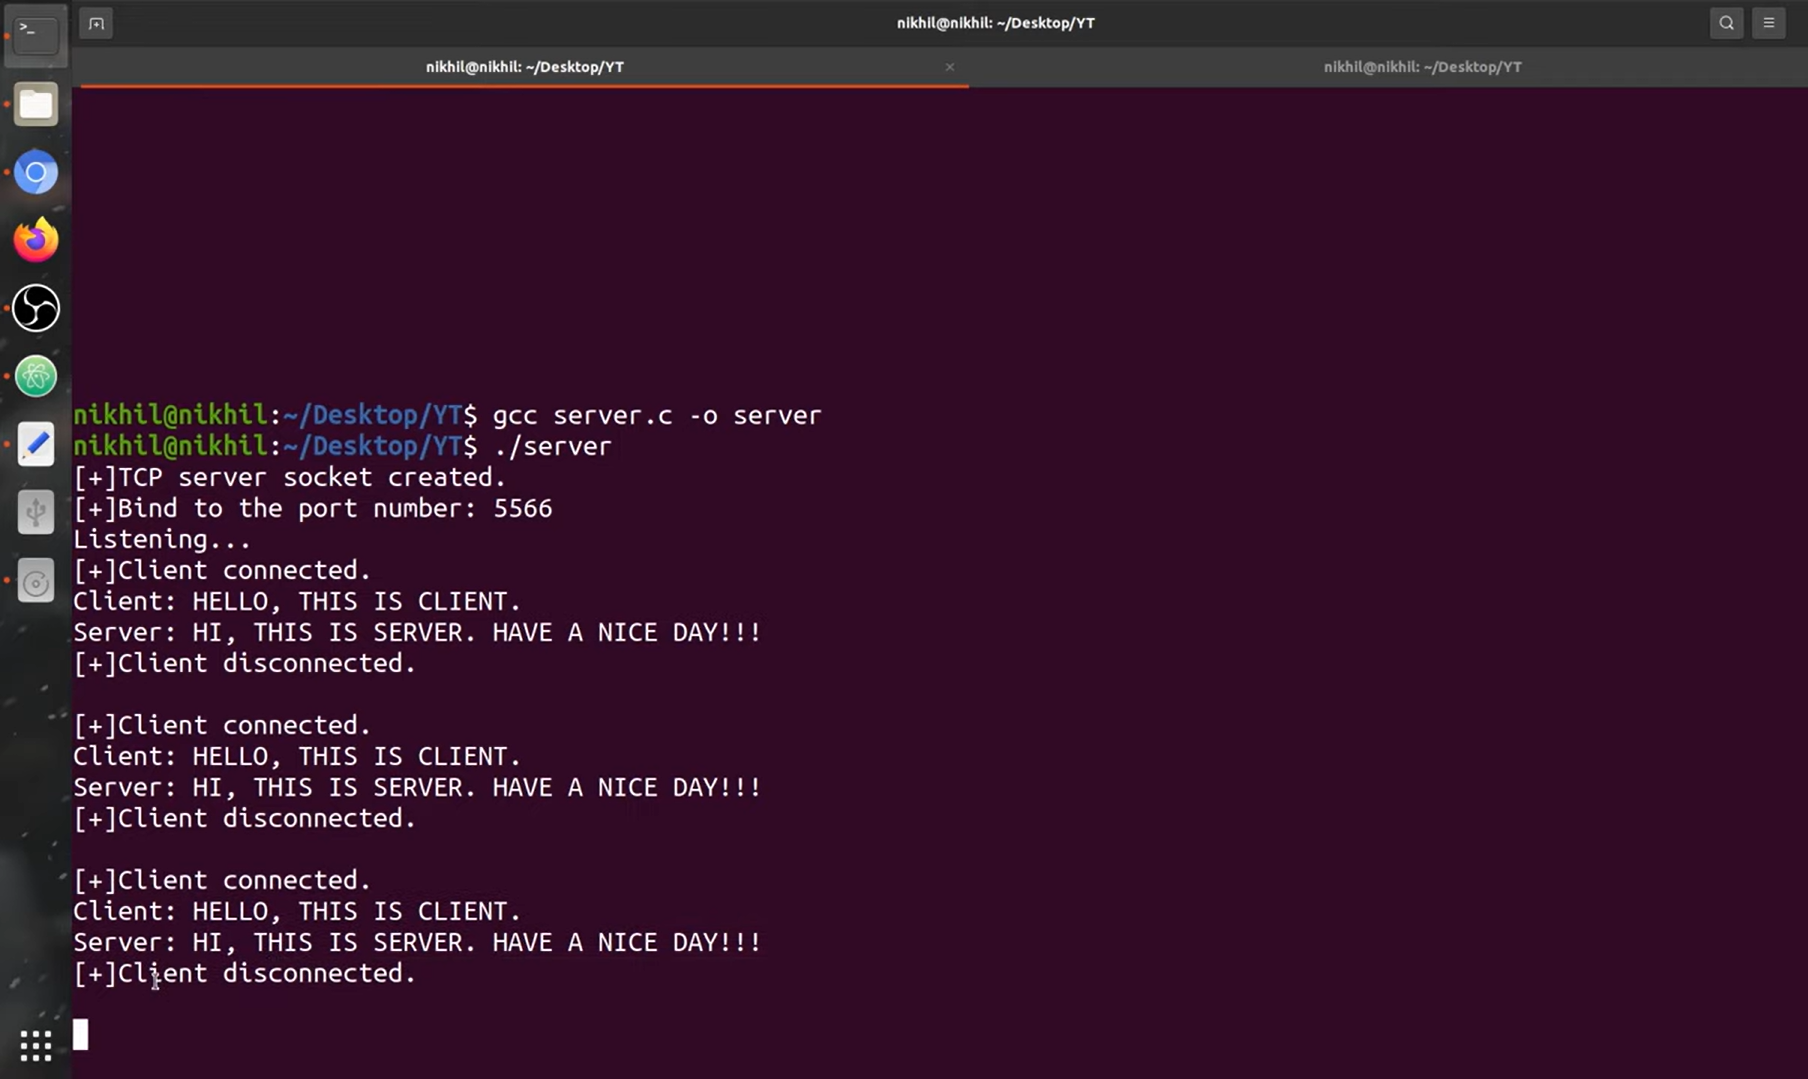 nikhil@nikhil: ~/Desktop/YT
nikhil@nikhil: ~/Desktop/YT
nikhil@nikhil: ~/Desktop/YT
nikhil@nikhil:~/Desktop/YT$ gcc server.c -o server
nikhil@nikhil:~/Desktop/YT$ ./server
[+]TCP server socket created.
[+]Bind to the port number: 5566
Listening...
[+]Client connected.
Client: HELLO, THIS IS CLIENT.
Server: HI, THIS IS SERVER. HAVE A NICE DAY!!!
[+]Client disconnected.
[+]Client connected.
Client: HELLO, THIS IS CLIENT.
Server: HI, THIS IS SERVER. HAVE A NICE DAY!!!
[+]Client disconnected.
[+]Client connected.
Client: HELLO, THIS IS CLIENT.
Server: HI, THIS IS SERVER. HAVE A NICE DAY!!!
[+]Client disconnected.